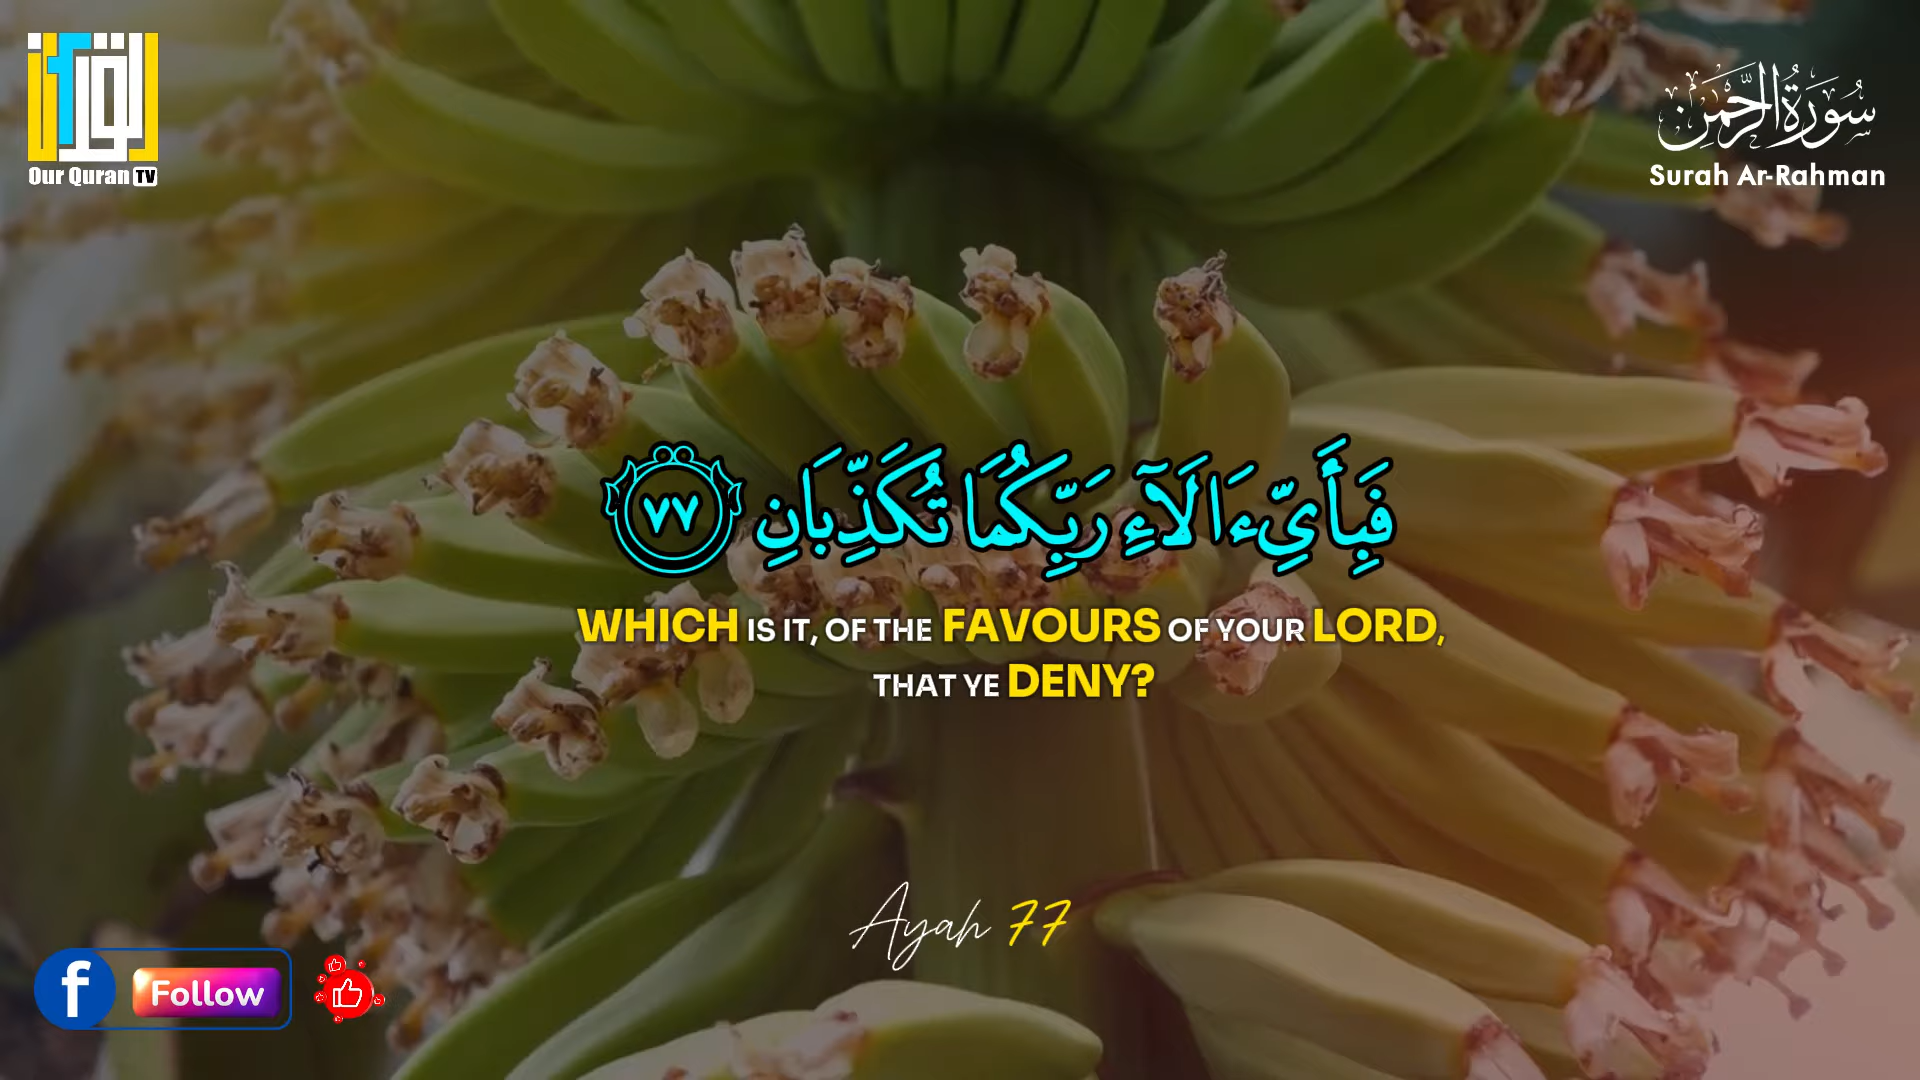 القرآن
Our Quran TV
سُورَةُ الرَّحْمَٰن
Surah Ar-Rahman
فَبِأَيِّ ءَالَآءِ رَبِّكُمَا تُكَذِّبَانِ ٧٧
WHICH IS IT, OF THE FAVOURS OF YOUR LORD,
THAT YE DENY?
Ayah 77
f Follow